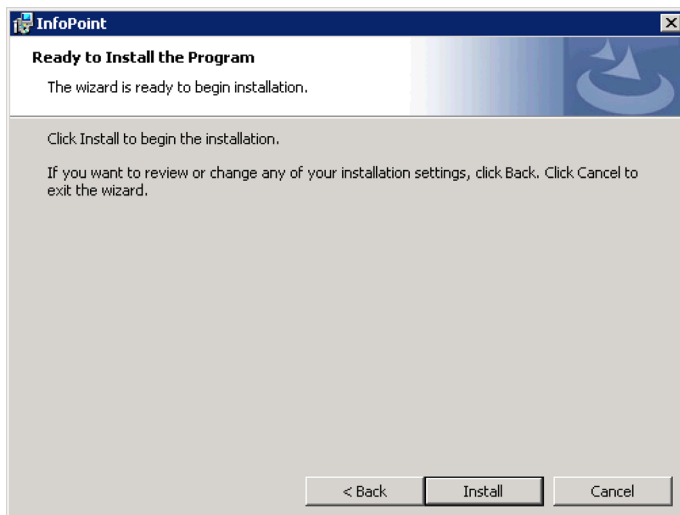 InfoPoint
Ready to Install the Program
The wizard is ready to begin installation.
Click Install to begin the installation.
If you want to review or change any of your installation settings, click Back. Click Cancel to
exit the wizard.
< Back
Install
Cancel